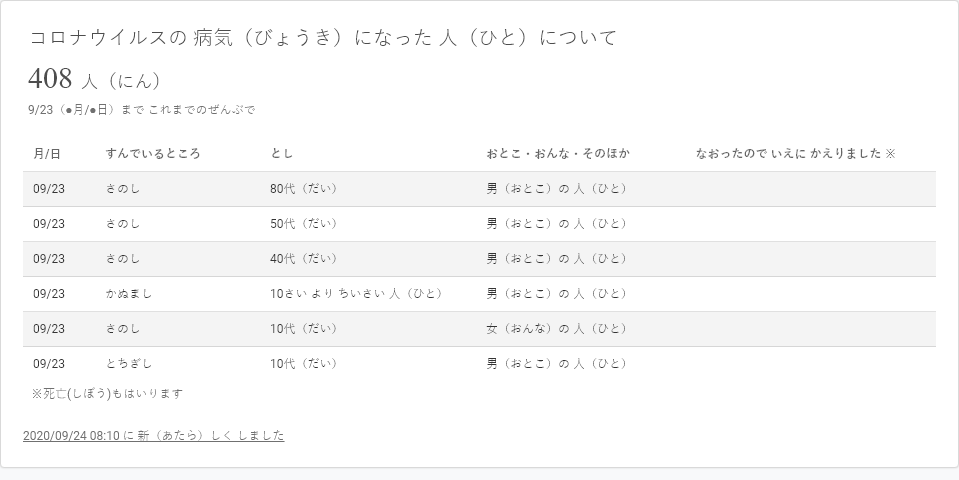 コロナウイルスの 病気（びょうき）になった 人（ひと）について
408 人（にん）
9/23（●月/●日）まで これまでのぜんぶで
月/日 すんでいるところ とし おとこ・おんな・そのほか なおったので いえに かえりました ※
09/23 さのし 80代（だい） 男（おとこ）の 人（ひと）
09/23 さのし 50代（だい） 男（おとこ）の 人（ひと）
09/23 さのし 40代（だい） 男（おとこ）の 人（ひと）
09/23 かぬまし 10さい より ちいさい 人（ひと） 男（おとこ）の 人（ひと）
09/23 さのし 10代（だい） 女（おんな）の 人（ひと）
09/23 とちぎし 10代（だい） 男（おとこ）の 人（ひと）
※死亡(しぼう)もはいります
2020/09/24 08:10 に 新（あたら）しく しました